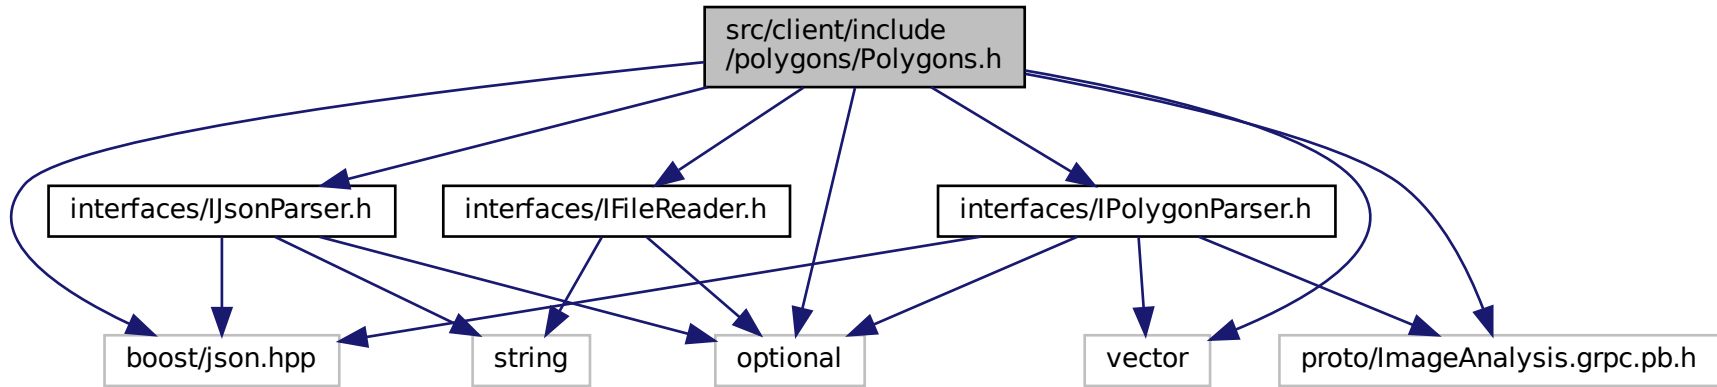 src/client/include
/polygons/Polygons.h
interfaces/IJsonParser.h
interfaces/IFileReader.h
interfaces/IPolygonParser.h
boost/json.hpp
string
optional
vector
proto/ImageAnalysis.grpc.pb.h